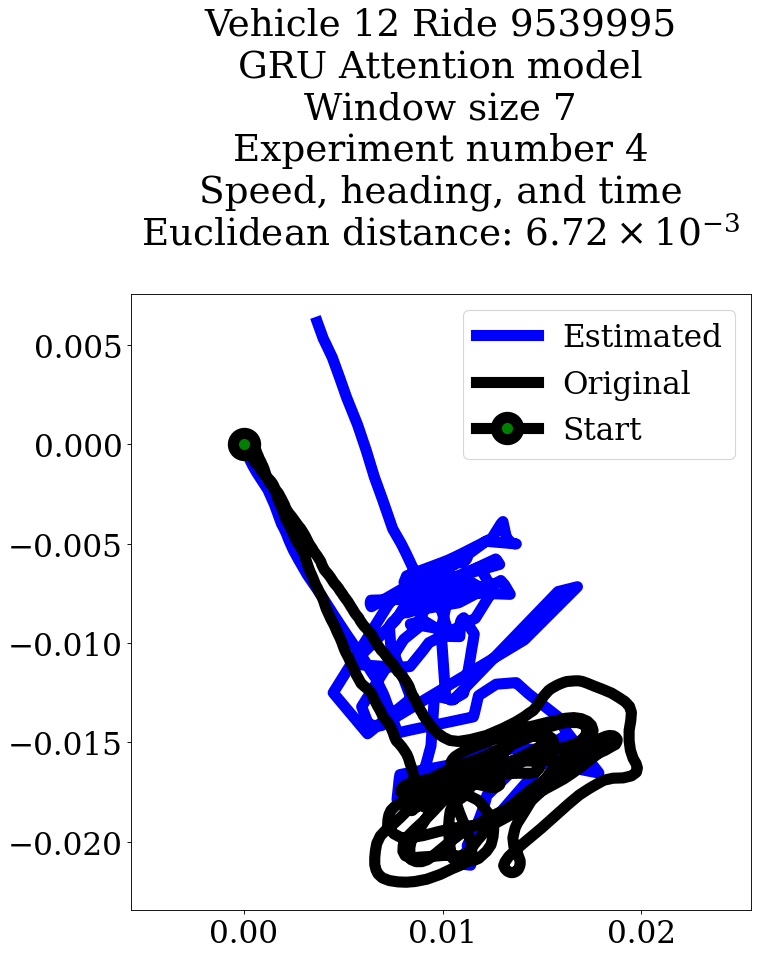 Vehicle 12 Ride 9539995
GRU Attention model
Window size 7
Experiment number 4
Speed, heading, and time
Euclidean distance: 6.72 × 10⁻³
Estimated
Original
Start
0.005
0.000
−0.005
−0.010
−0.015
−0.020
0.00 0.01 0.02